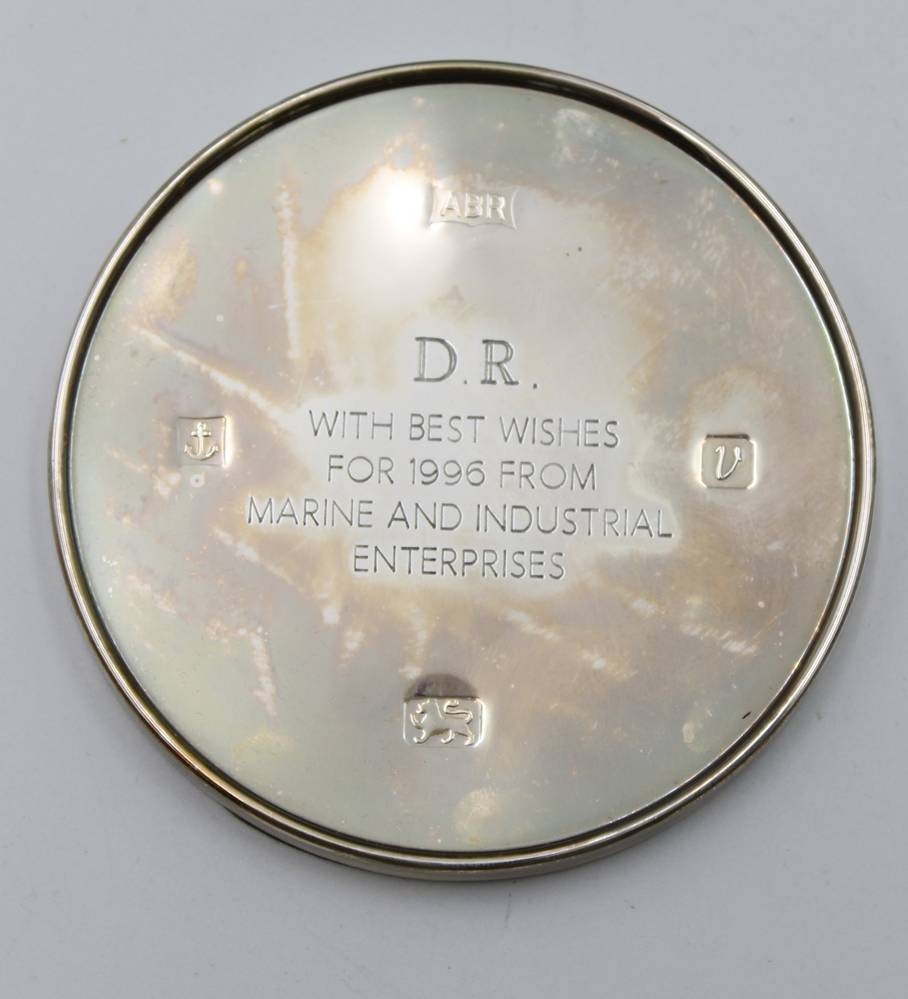 ABR
D.R.
WITH BEST WISHES
FOR 1996 FROM
MARINE AND INDUSTRIAL
ENTERPRISES
v